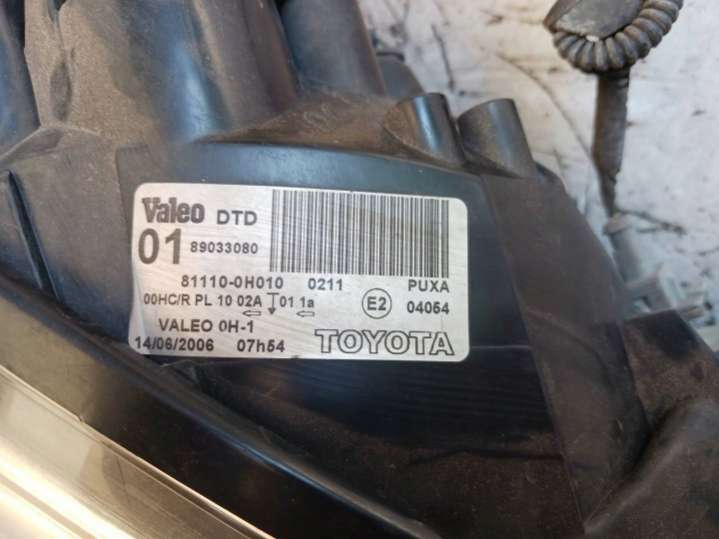 Valeo DTD
01 89033080
81110-0H010 0211 PUXA
00HC/R PL 10 02A 01 1a E2 04054
VALEO 0H-1
14/06/2006 07h54 TOYOTA